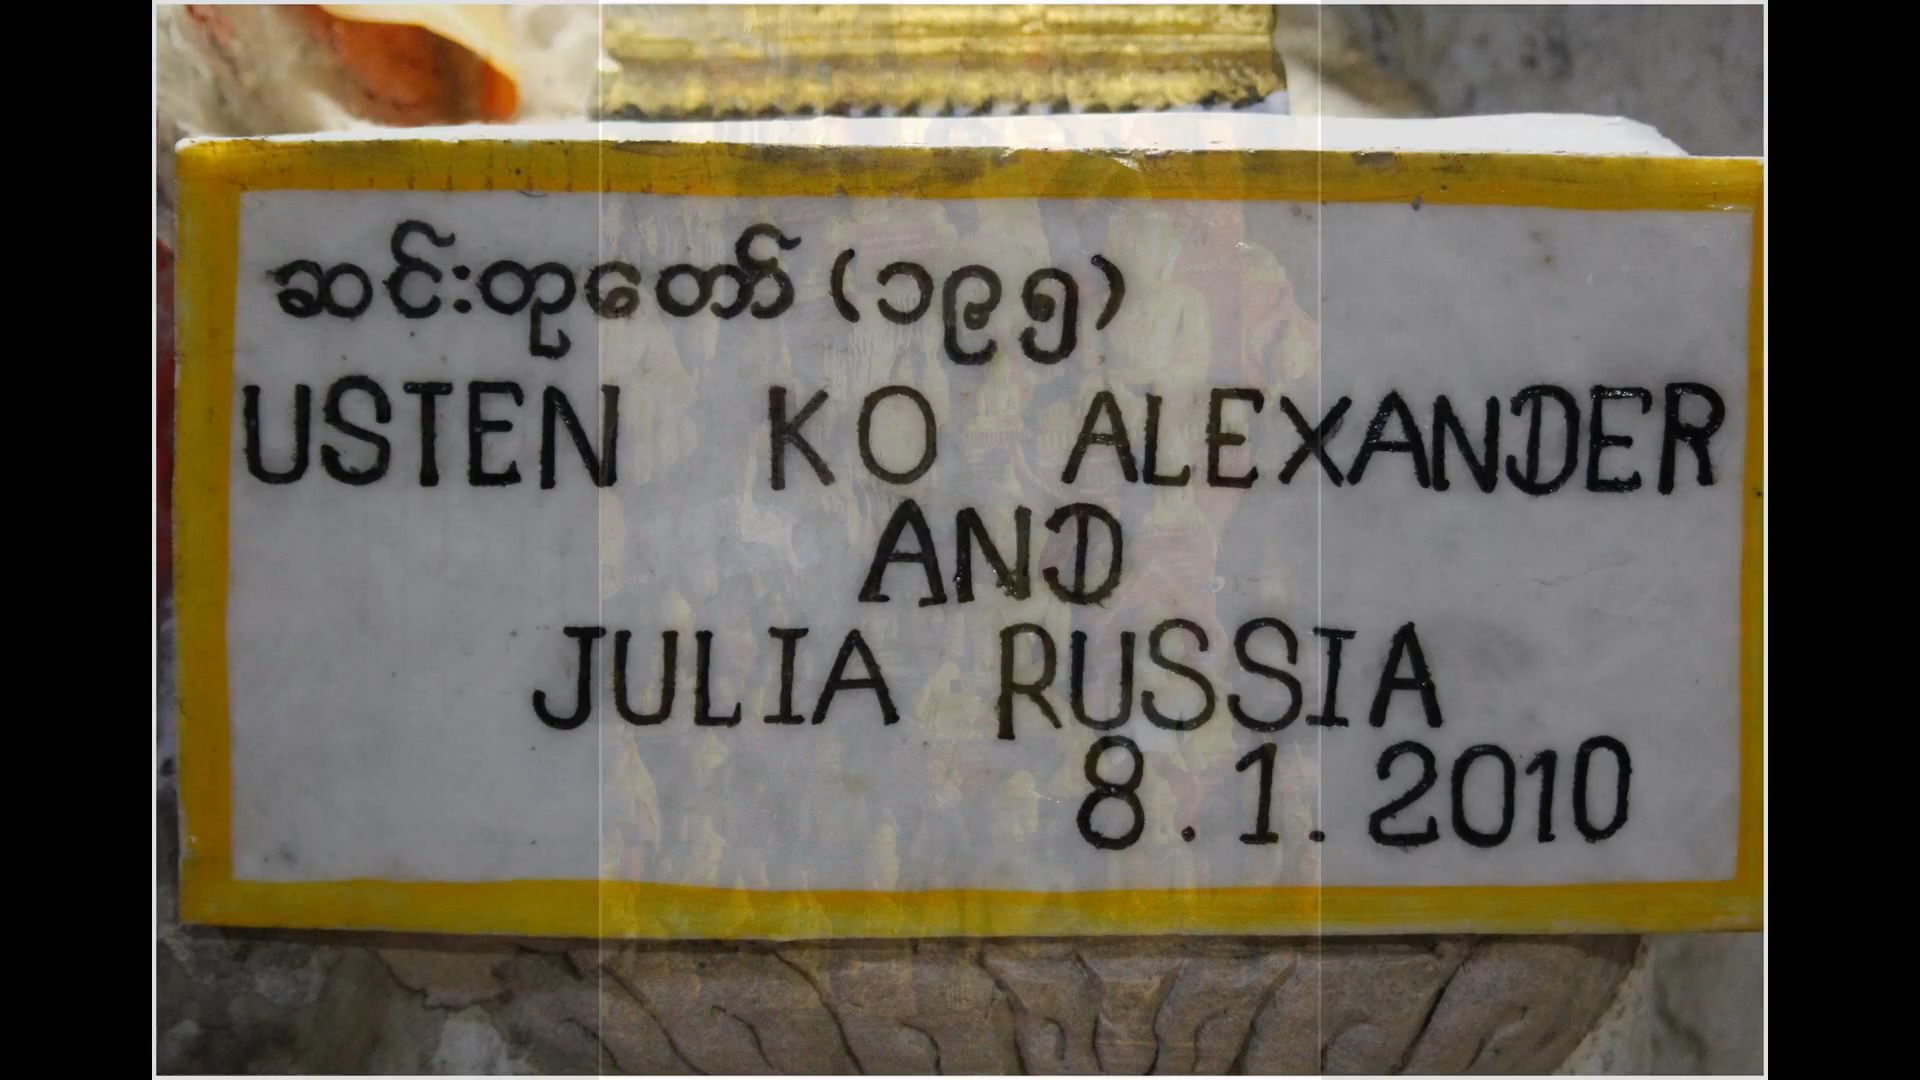 ဆင်းတုတော် (၁၉၅)
USTEN KO ALEXANDER
AND
JULIA RUSSIA
8.1.2010